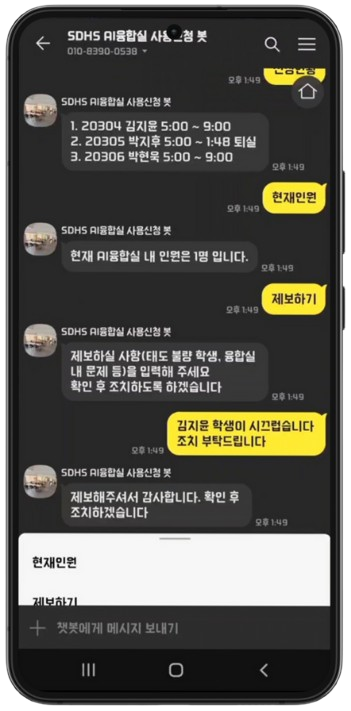 SDHS AI융합실 사용신청 봇
010-8390-0538
신청현황
오후 1:49
SDHS AI융합실 사용신청 봇
1. 20304 김지윤 5:00 ~ 9:00
2. 20305 박지후 5:00 ~ 1:48 퇴실
3. 20306 박현욱 5:00 ~ 9:00
오후 1:49
현재인원
오후 1:49
SDHS AI융합실 사용신청 봇
현재 AI융합실 내 인원은 1명 입니다.
오후 1:49
제보하기
오후 1:49
SDHS AI융합실 사용신청 봇
제보하실 사항(태도 불량 학생, 융합실
내 문제 등)을 입력해 주세요
확인 후 조치하도록 하겠습니다
오후 1:49
김지윤 학생이 시끄럽습니다
조치 부탁드립니다
오후 1:49
SDHS AI융합실 사용신청 봇
제보해주셔서 감사합니다. 확인 후
조치하겠습니다
오후 1:49
현재인원
제보하기
챗봇에게 메시지 보내기